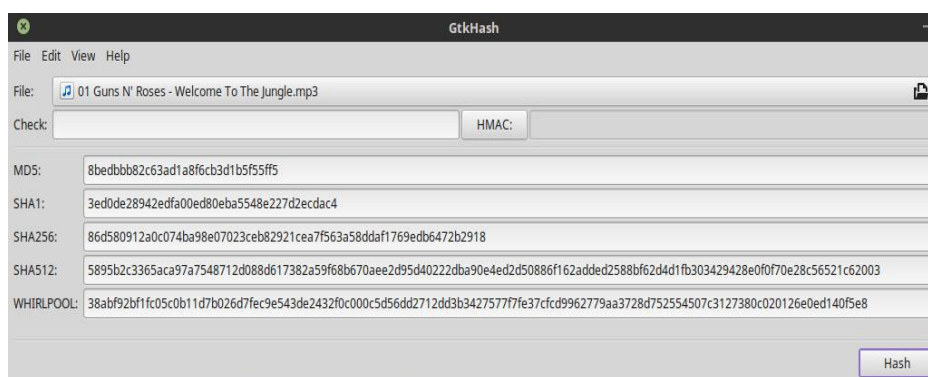 GtkHash
File Edit View Help
File: 01 Guns N' Roses - Welcome To The Jungle.mp3
Check: HMAC:
MD5: 8bedbbb82c63ad1a8f6cb3d1b5f55ff5
SHA1: 3ed0de28942edfa00ed80eba5548e227d2ecdac4
SHA256: 86d580912a0c074ba98e07023ceb82921cea7f563a58ddaf1769edb6472b2918
SHA512: 5895b2c3365aca97a7548712d088d617382a59f68b670aee2d95d40222dba90e4ed2d50886f162added2588bf62d4d1fb303429428e0f0f70e28c56521c62003
WHIRLPOOL: 38abf92bf1fc05c0b11d7b026d7fec9e543de2432f0c000c5d56dd2712dd3b3427577f7fe37cfcd9962779aa3728d752554507c3127380c020126e0ed140f5e8
Hash